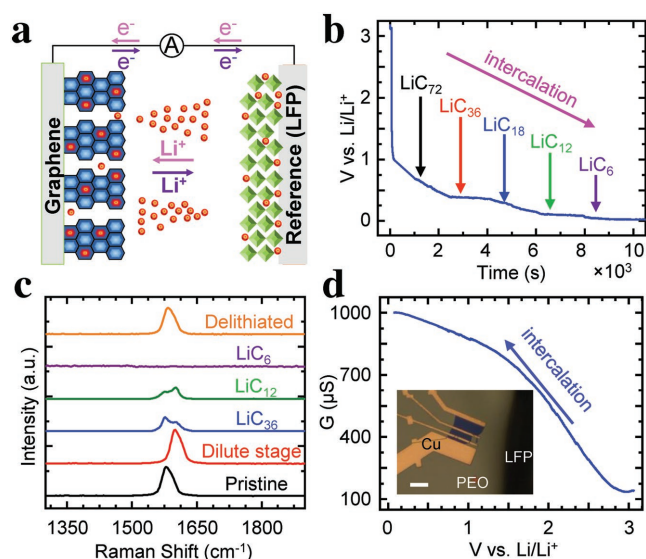 a
e⁻
e⁻
A
e⁻
e⁻
Graphene
Li⁺
Li⁺
Reference (LFP)
b
V vs. Li/Li⁺
3
2
1
0
LiC₇₂
LiC₃₆
LiC₁₈
LiC₁₂
LiC₆
intercalation
0 2 4 6 8 10
Time (s) ×10³
c
Intensity (a.u.)
Delithiated
LiC₆
LiC₁₂
LiC₃₆
Dilute stage
Pristine
1350 1500 1650 1800
Raman Shift (cm⁻¹)
d
G (µS)
1000
700
400
100
intercalation
Cu
PEO
LFP
0 1 2 3
V vs. Li/Li⁺